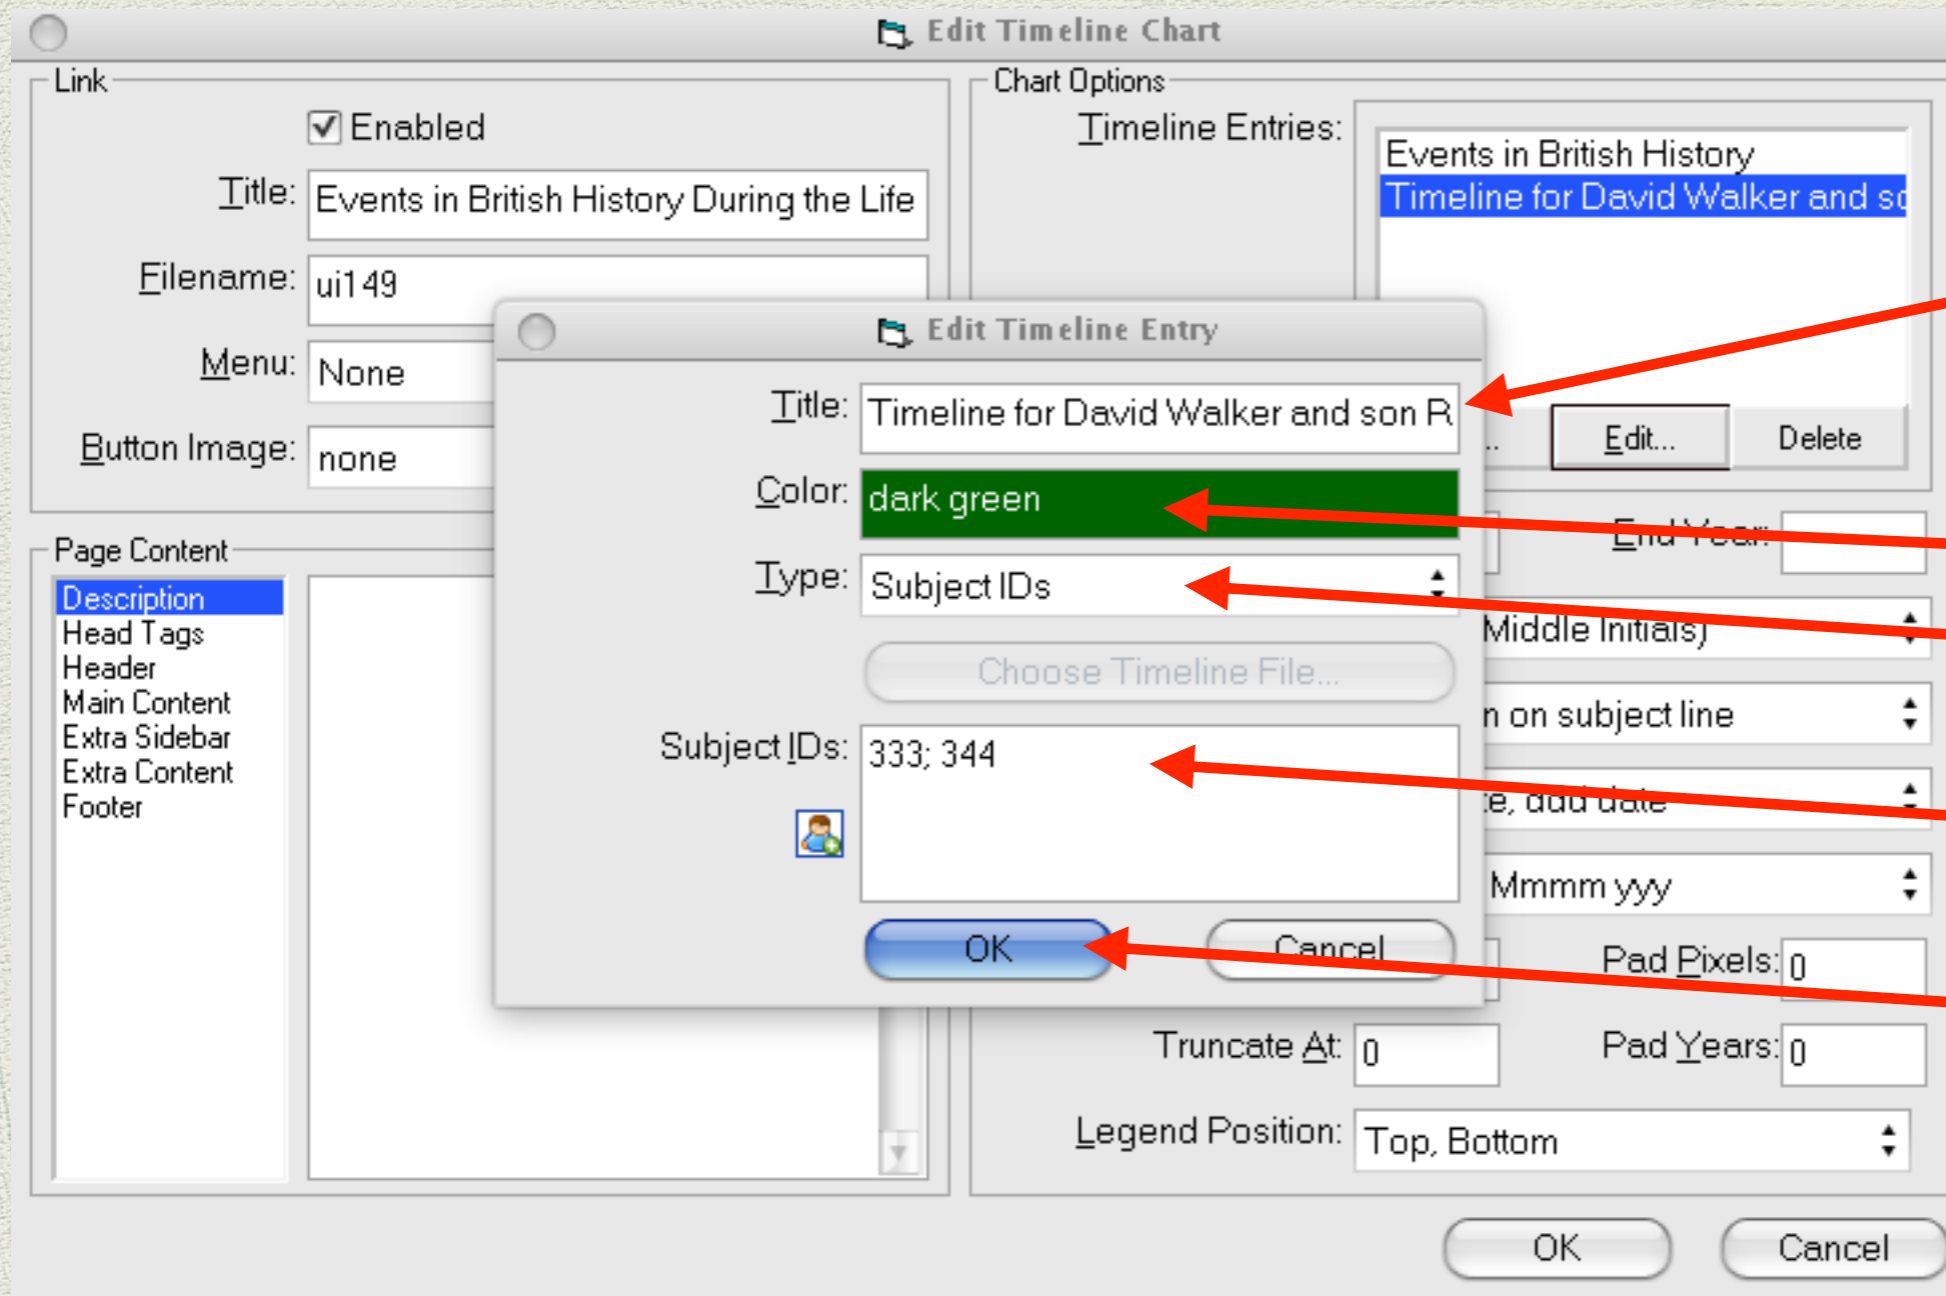 Edit Timeline Chart
Link
Enabled
Title: Events in British History During the Life
Filename: ui149
Menu: None
Button Image: none
Page Content
Description
Head Tags
Header
Main Content
Extra Sidebar
Extra Content
Footer
Chart Options
Timeline Entries:
Events in British History
Timeline for David Walker and so
.. Edit... Delete
End Year:
Middle Initials)
n on subject line
e, add date
Mmmm yyy
Pad Pixels: 0
Truncate At: 0 Pad Years: 0
Legend Position: Top, Bottom
OK Cancel
Edit Timeline Entry
Title: Timeline for David Walker and son R
Color: dark green
Type: Subject IDs
Choose Timeline File...
Subject IDs: 333; 344
OK Cancel